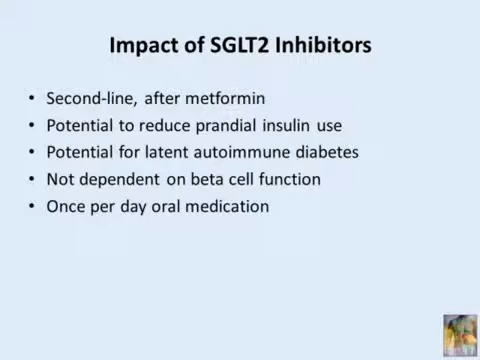 Impact of SGLT2 Inhibitors
• Second-line, after metformin
• Potential to reduce prandial insulin use
• Potential for latent autoimmune diabetes
• Not dependent on beta cell function
• Once per day oral medication